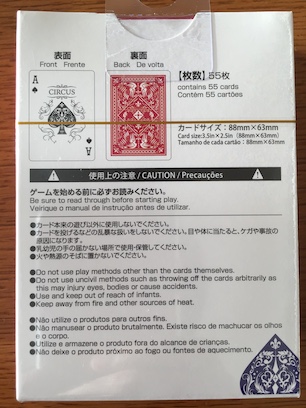 表面
Front Frente
裏面
Back De volta
A
CIRCUS
【枚数】55枚
contains 55 cards
Contém 55 cartões
カードサイズ：88mm×63mm
Card size:3.5in×2.5in（88mm×63mm）
Tamanho de cada cartão：88mm×63mm
使用上の注意 / CAUTION / Precauções
ゲームを始める前に必ずお読みください。
Be sure to read through before starting play.
Verifique o manual de instrução antes de utilizar.
●カード本来の遊び以外に使用しないでください。
●カードを投げるなどの乱暴な扱いをしないでください。目や体に当たると、ケガや事故の
原因になります。
●乳幼児の手の届かない場所で使用・保管してください。
●火や熱源のそばに置かないでください。
●Do not use play methods other than the cards themselves.
●Do not use uncivil methods such as throwing off the cards arbitrarily as
this may injury eyes, bodies or cause accidents.
●Use and keep out of reach of infants.
●Keep away from fire and other sources of heat.
●Não utilize o produto para outros fins.
●Não manusear o produto brutalmente. Existe risco de machucar os olhos
e o corpo.
●Utilize e armazene o produto fora do alcance de crianças.
●Não deixe o produto próximo ao fogo ou fontes de aquecimento.